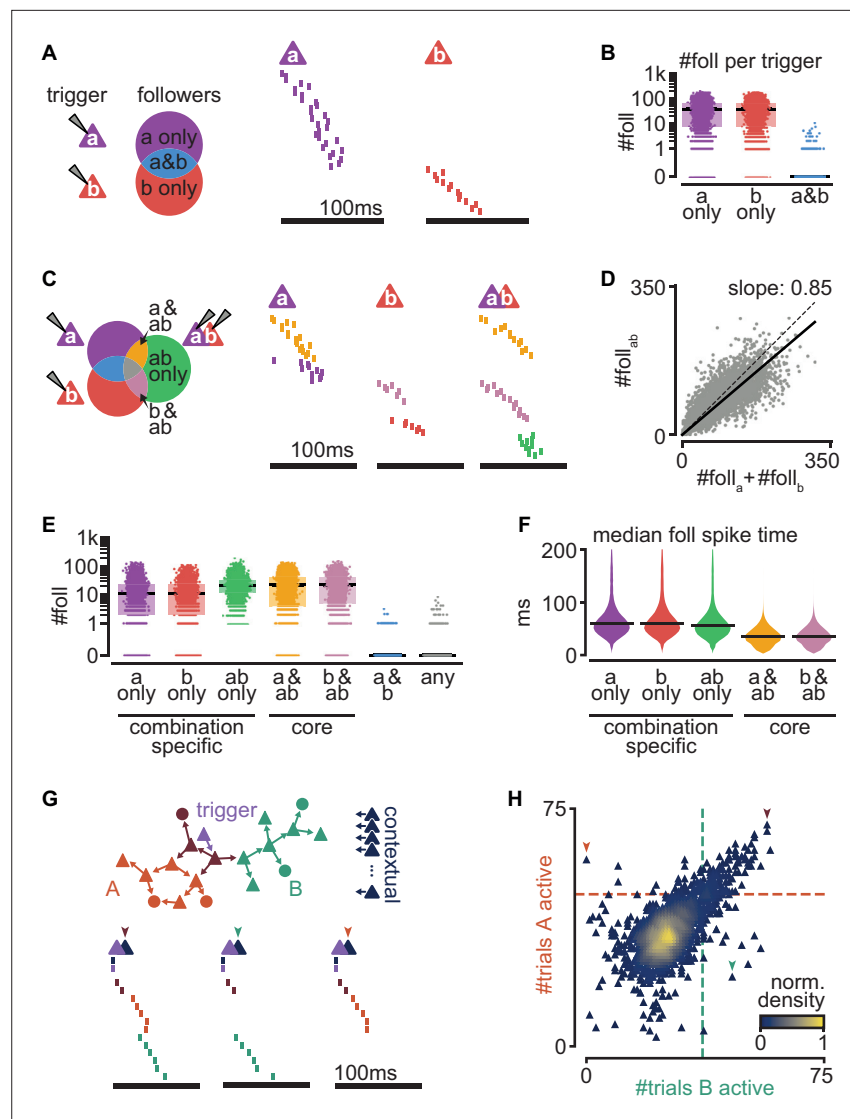 A
trigger
followers
a
b
a only
a&b
b only
a
b
100ms
B
#foll per trigger
#foll
1k
100
10
1
0
a only
b only
a&b
C
a
b
ab
a & ab
ab only
b & ab
a
b
ab
100ms
D
350
slope: 0.85
#foll_ab
0
0
350
#foll_a + #foll_b
E
1k
100
10
1
0
#foll
a only
b only
ab only
a & ab
b & ab
a & b
any
combination specific
core
F
median foll spike time
200
100
0
ms
a only
b only
ab only
a & ab
b & ab
combination specific
core
G
trigger
A
B
contextual
...
100ms
H
75
#trials A active
0
0
75
#trials B active
norm. density
0
1